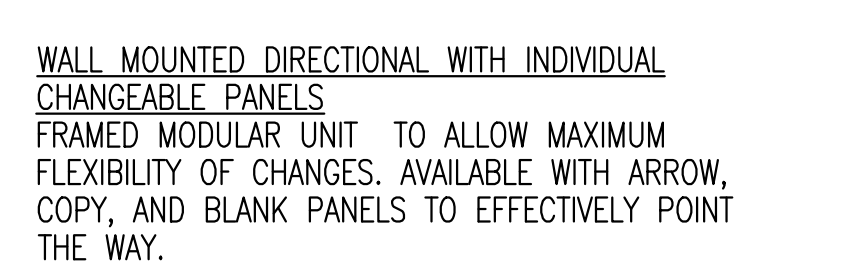 WALL MOUNTED DIRECTIONAL WITH INDIVIDUAL
CHANGEABLE PANELS
FRAMED MODULAR UNIT  TO ALLOW MAXIMUM
FLEXIBILITY OF CHANGES. AVAILABLE WITH ARROW,
COPY, AND BLANK PANELS TO EFFECTIVELY POINT
THE WAY.